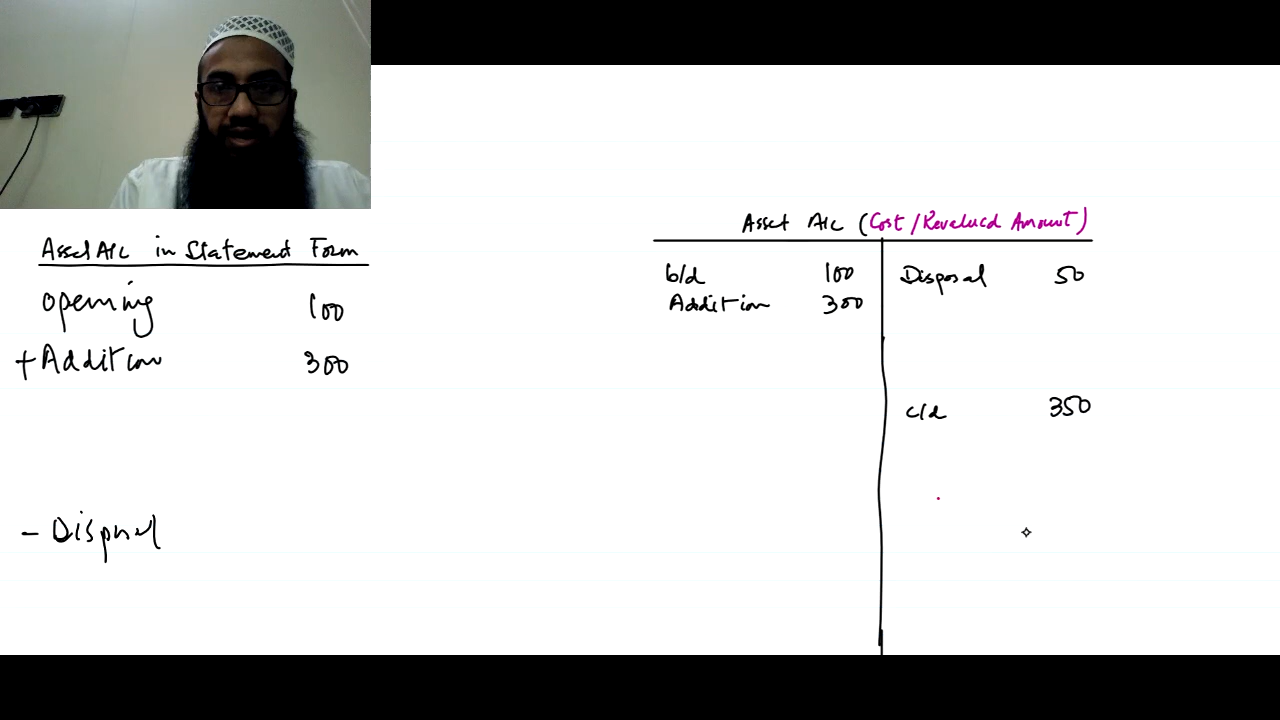 Asset A/c in Statement Form
Opening 100
+ Addition 300
- Disposal
Asset A/c (Cost/Revalued Amount)
b/d 100 Disposal 50
Addition 300
c/d 350